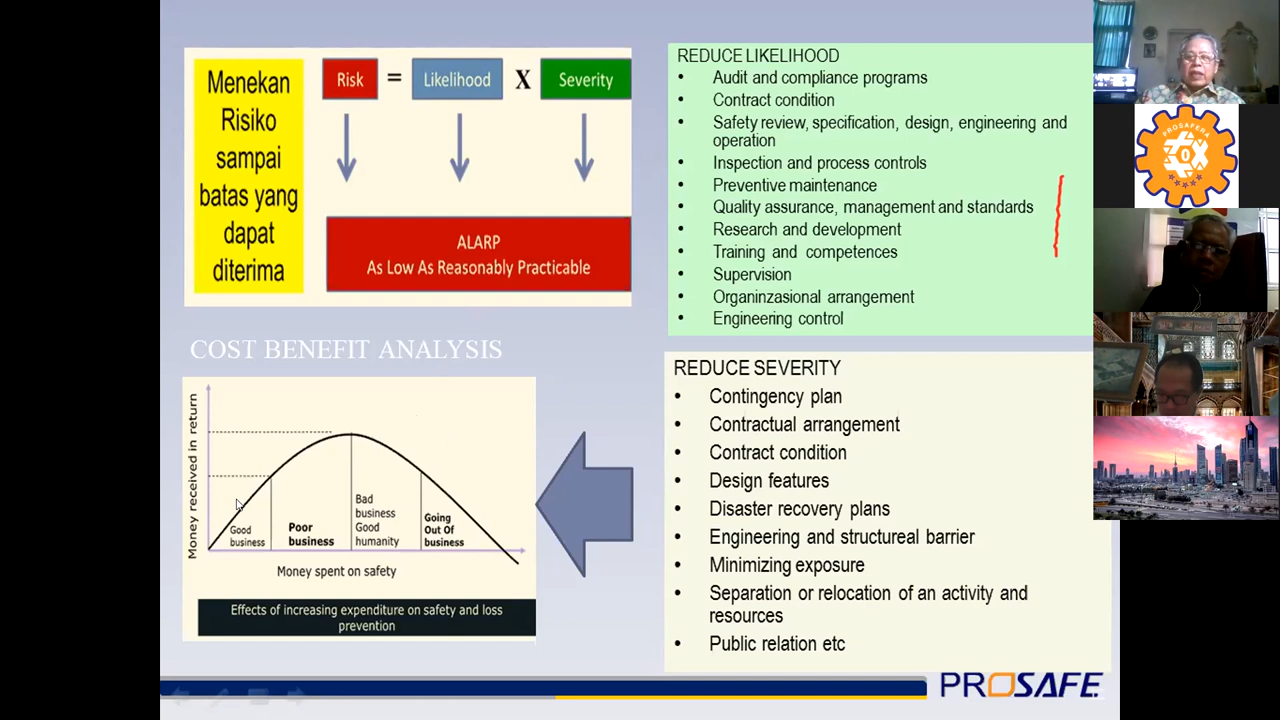 Menekan
Risiko
sampai
batas yang
dapat
diterima
Risk = Likelihood X Severity
ALARP
As Low As Reasonably Practicable
COST BENEFIT ANALYSIS
Money received in return
Good
business
Poor
business
Bad
business
Good
humanity
Going
Out Of
business
Money spent on safety
Effects of increasing expenditure on safety and loss
prevention
REDUCE LIKELIHOOD
• Audit and compliance programs
• Contract condition
• Safety review, specification, design, engineering and
operation
• Inspection and process controls
• Preventive maintenance
• Quality assurance, management and standards
• Research and development
• Training and competences
• Supervision
• Organinzasional arrangement
• Engineering control
REDUCE SEVERITY
• Contingency plan
• Contractual arrangement
• Contract condition
• Design features
• Disaster recovery plans
• Engineering and structureal barrier
• Minimizing exposure
• Separation or relocation of an activity and
resources
• Public relation etc
PROSAFE
PROSAFERA